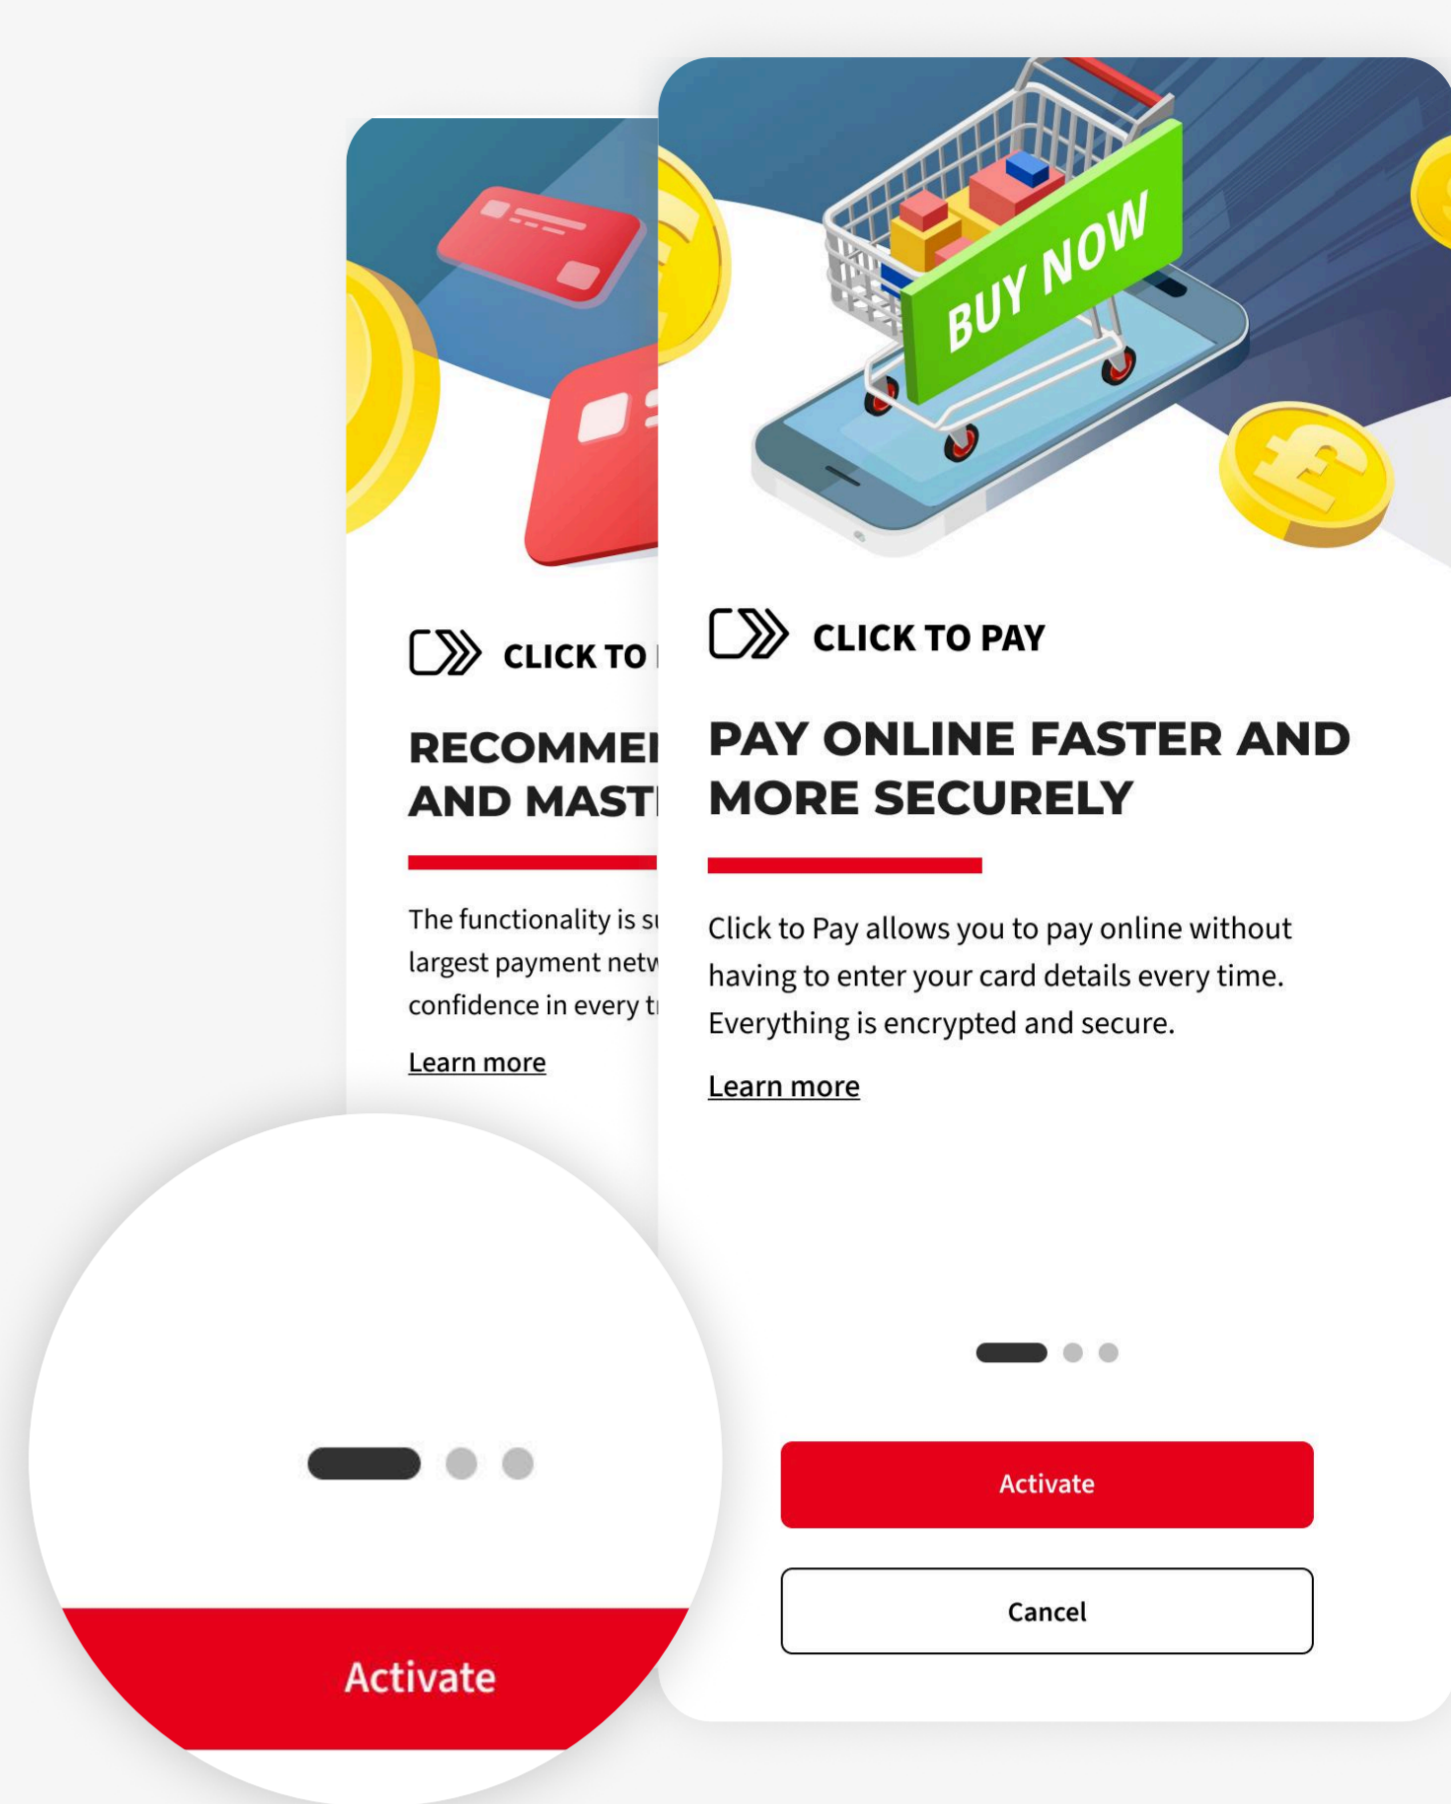 BUY NOW
CLICK TO
RECOMME
AND MAST
The functionality is
largest payment
confidence in every
Learn more
CLICK TO PAY
PAY ONLINE FASTER AND
MORE SECURELY
Click to Pay allows you to pay online without
having to enter your card details every time.
Everything is encrypted and secure.
Learn more
Activate
Cancel
Activate